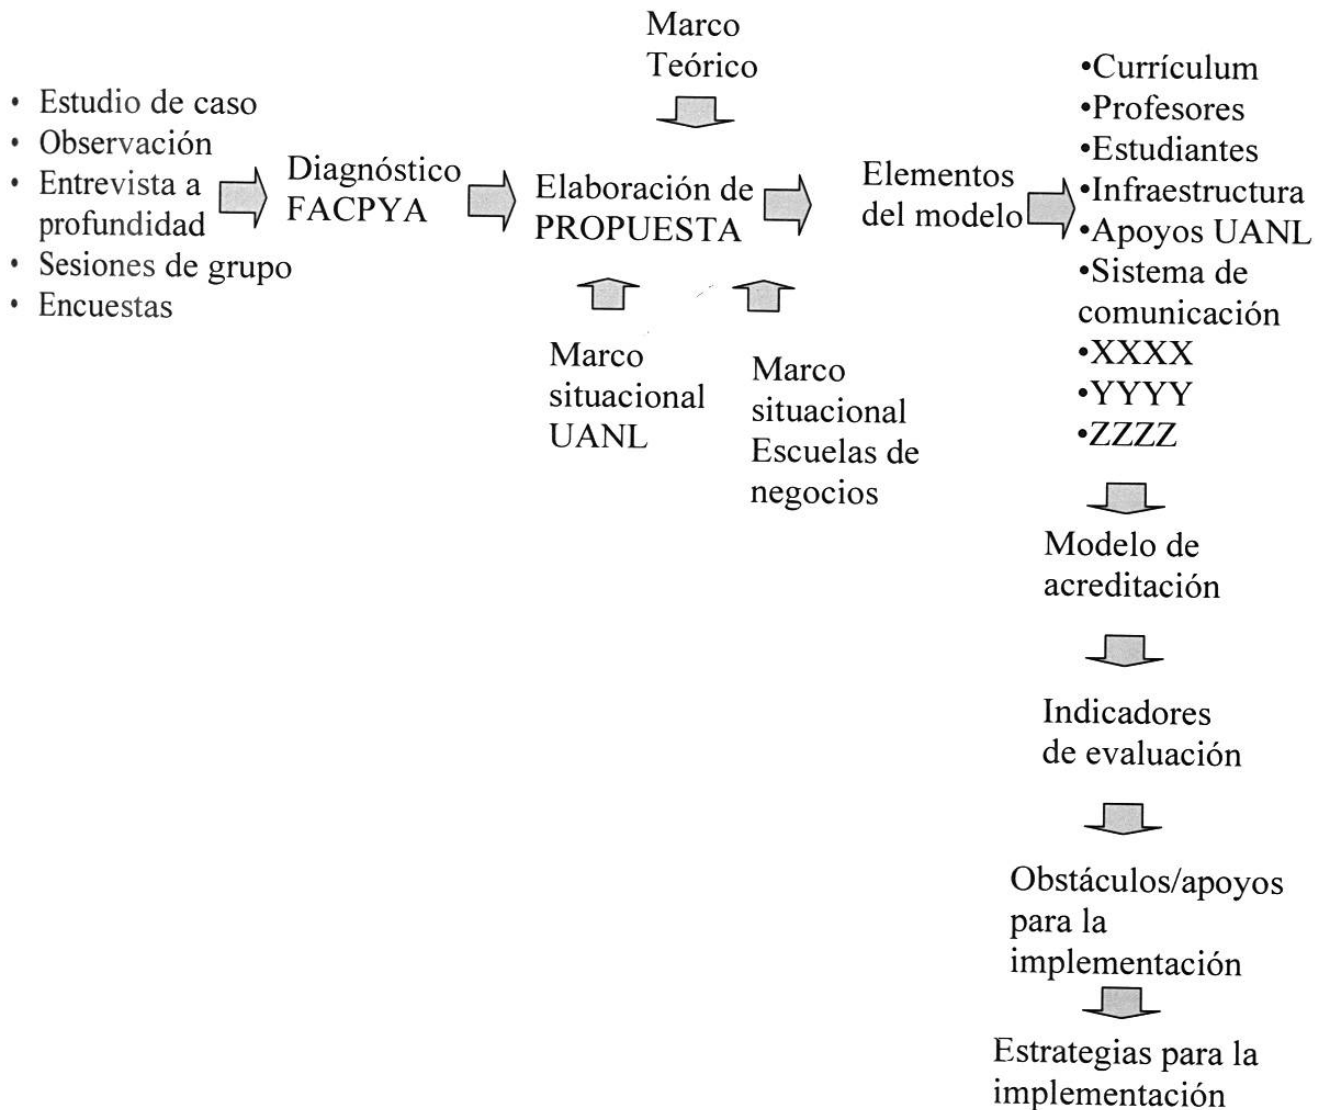 • Estudio de caso
• Observación
• Entrevista a
profundidad
• Sesiones de grupo
• Encuestas
Diagnóstico
FACPYA
Marco
Teórico
Elaboración de
PROPUESTA
Marco
situacional
UANL
Marco
situacional
Escuelas de
negocios
Elementos
del modelo
•Currículum
•Profesores
•Estudiantes
•Infraestructura
•Apoyos UANL
•Sistema de
comunicación
•XXXX
•YYYY
•ZZZZ
Modelo de
acreditación
Indicadores
de evaluación
Obstáculos/apoyos
para la
implementación
Estrategias para la
implementación